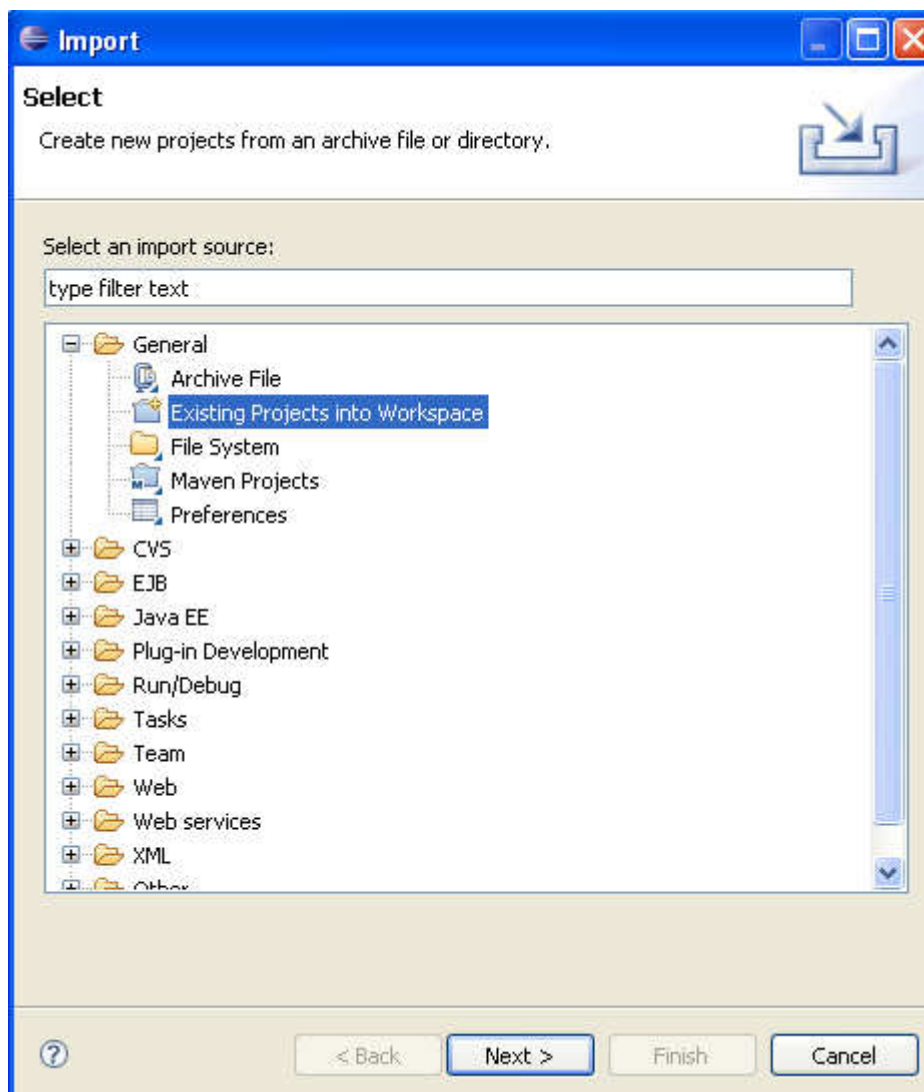 Import
Select
Create new projects from an archive file or directory.
Select an import source:
type filter text
General
Archive File
Existing Projects into Workspace
File System
Maven Projects
Preferences
CVS
EJB
Java EE
Plug-in Development
Run/Debug
Tasks
Team
Web
Web services
XML
Other
? < Back Next > Finish Cancel